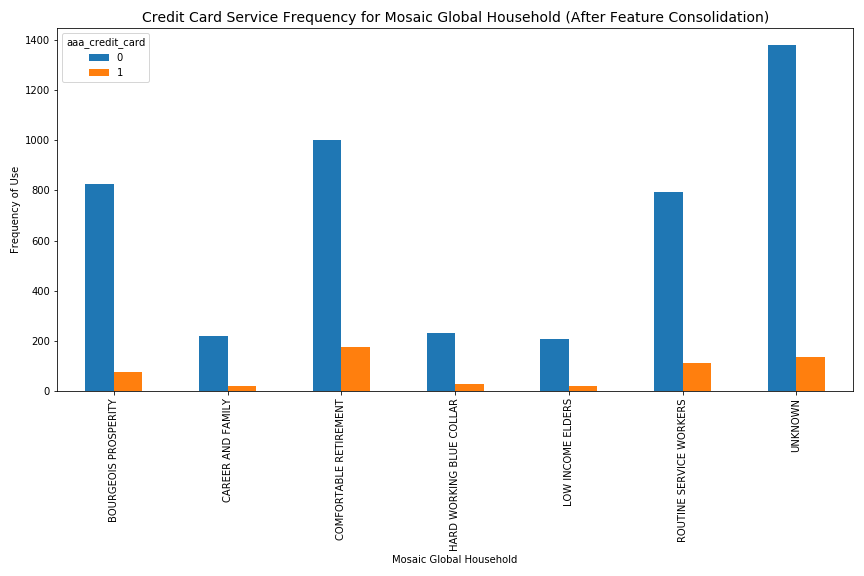 Credit Card Service Frequency for Mosaic Global Household (After Feature Consolidation)
aaa_credit_card
0
1
1400
1200
1000
800
600
400
200
0
Frequency of Use
BOURGEOIS PROSPERITY
CAREER AND FAMILY
COMFORTABLE RETIREMENT
HARD WORKING BLUE COLLAR
LOW INCOME ELDERS
ROUTINE SERVICE WORKERS
UNKNOWN
Mosaic Global Household